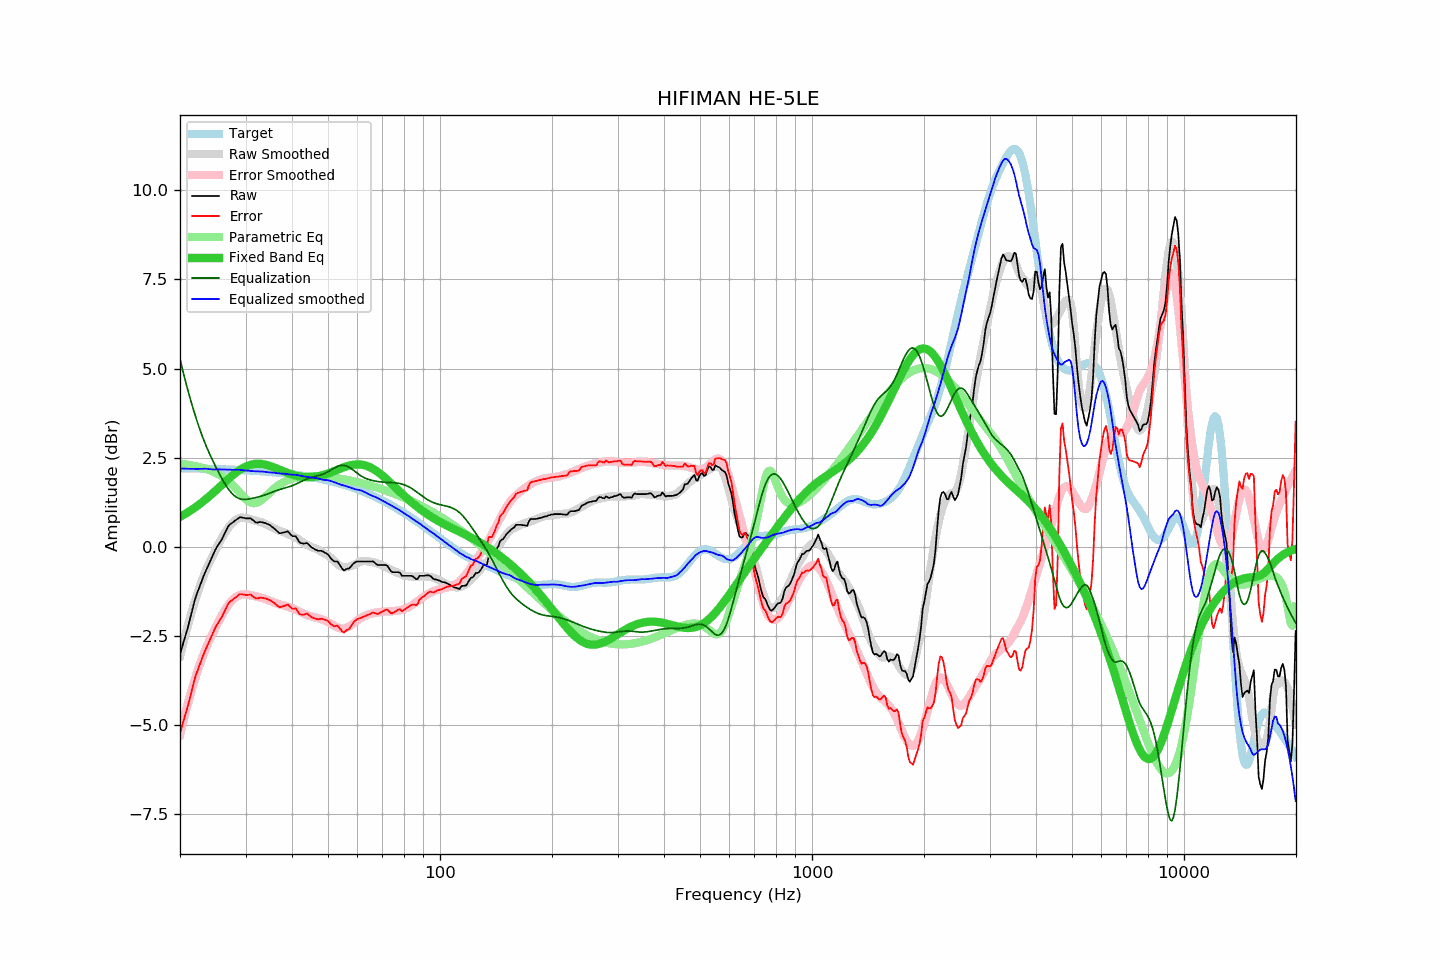 HIFIMAN HE-5LE
Target
Raw Smoothed
Error Smoothed
Raw
Error
Parametric Eq
Fixed Band Eq
Equalization
Equalized smoothed
10.0
7.5
5.0
2.5
0.0
−2.5
−5.0
−7.5
Amplitude (dBr)
100
1000
10000
Frequency (Hz)